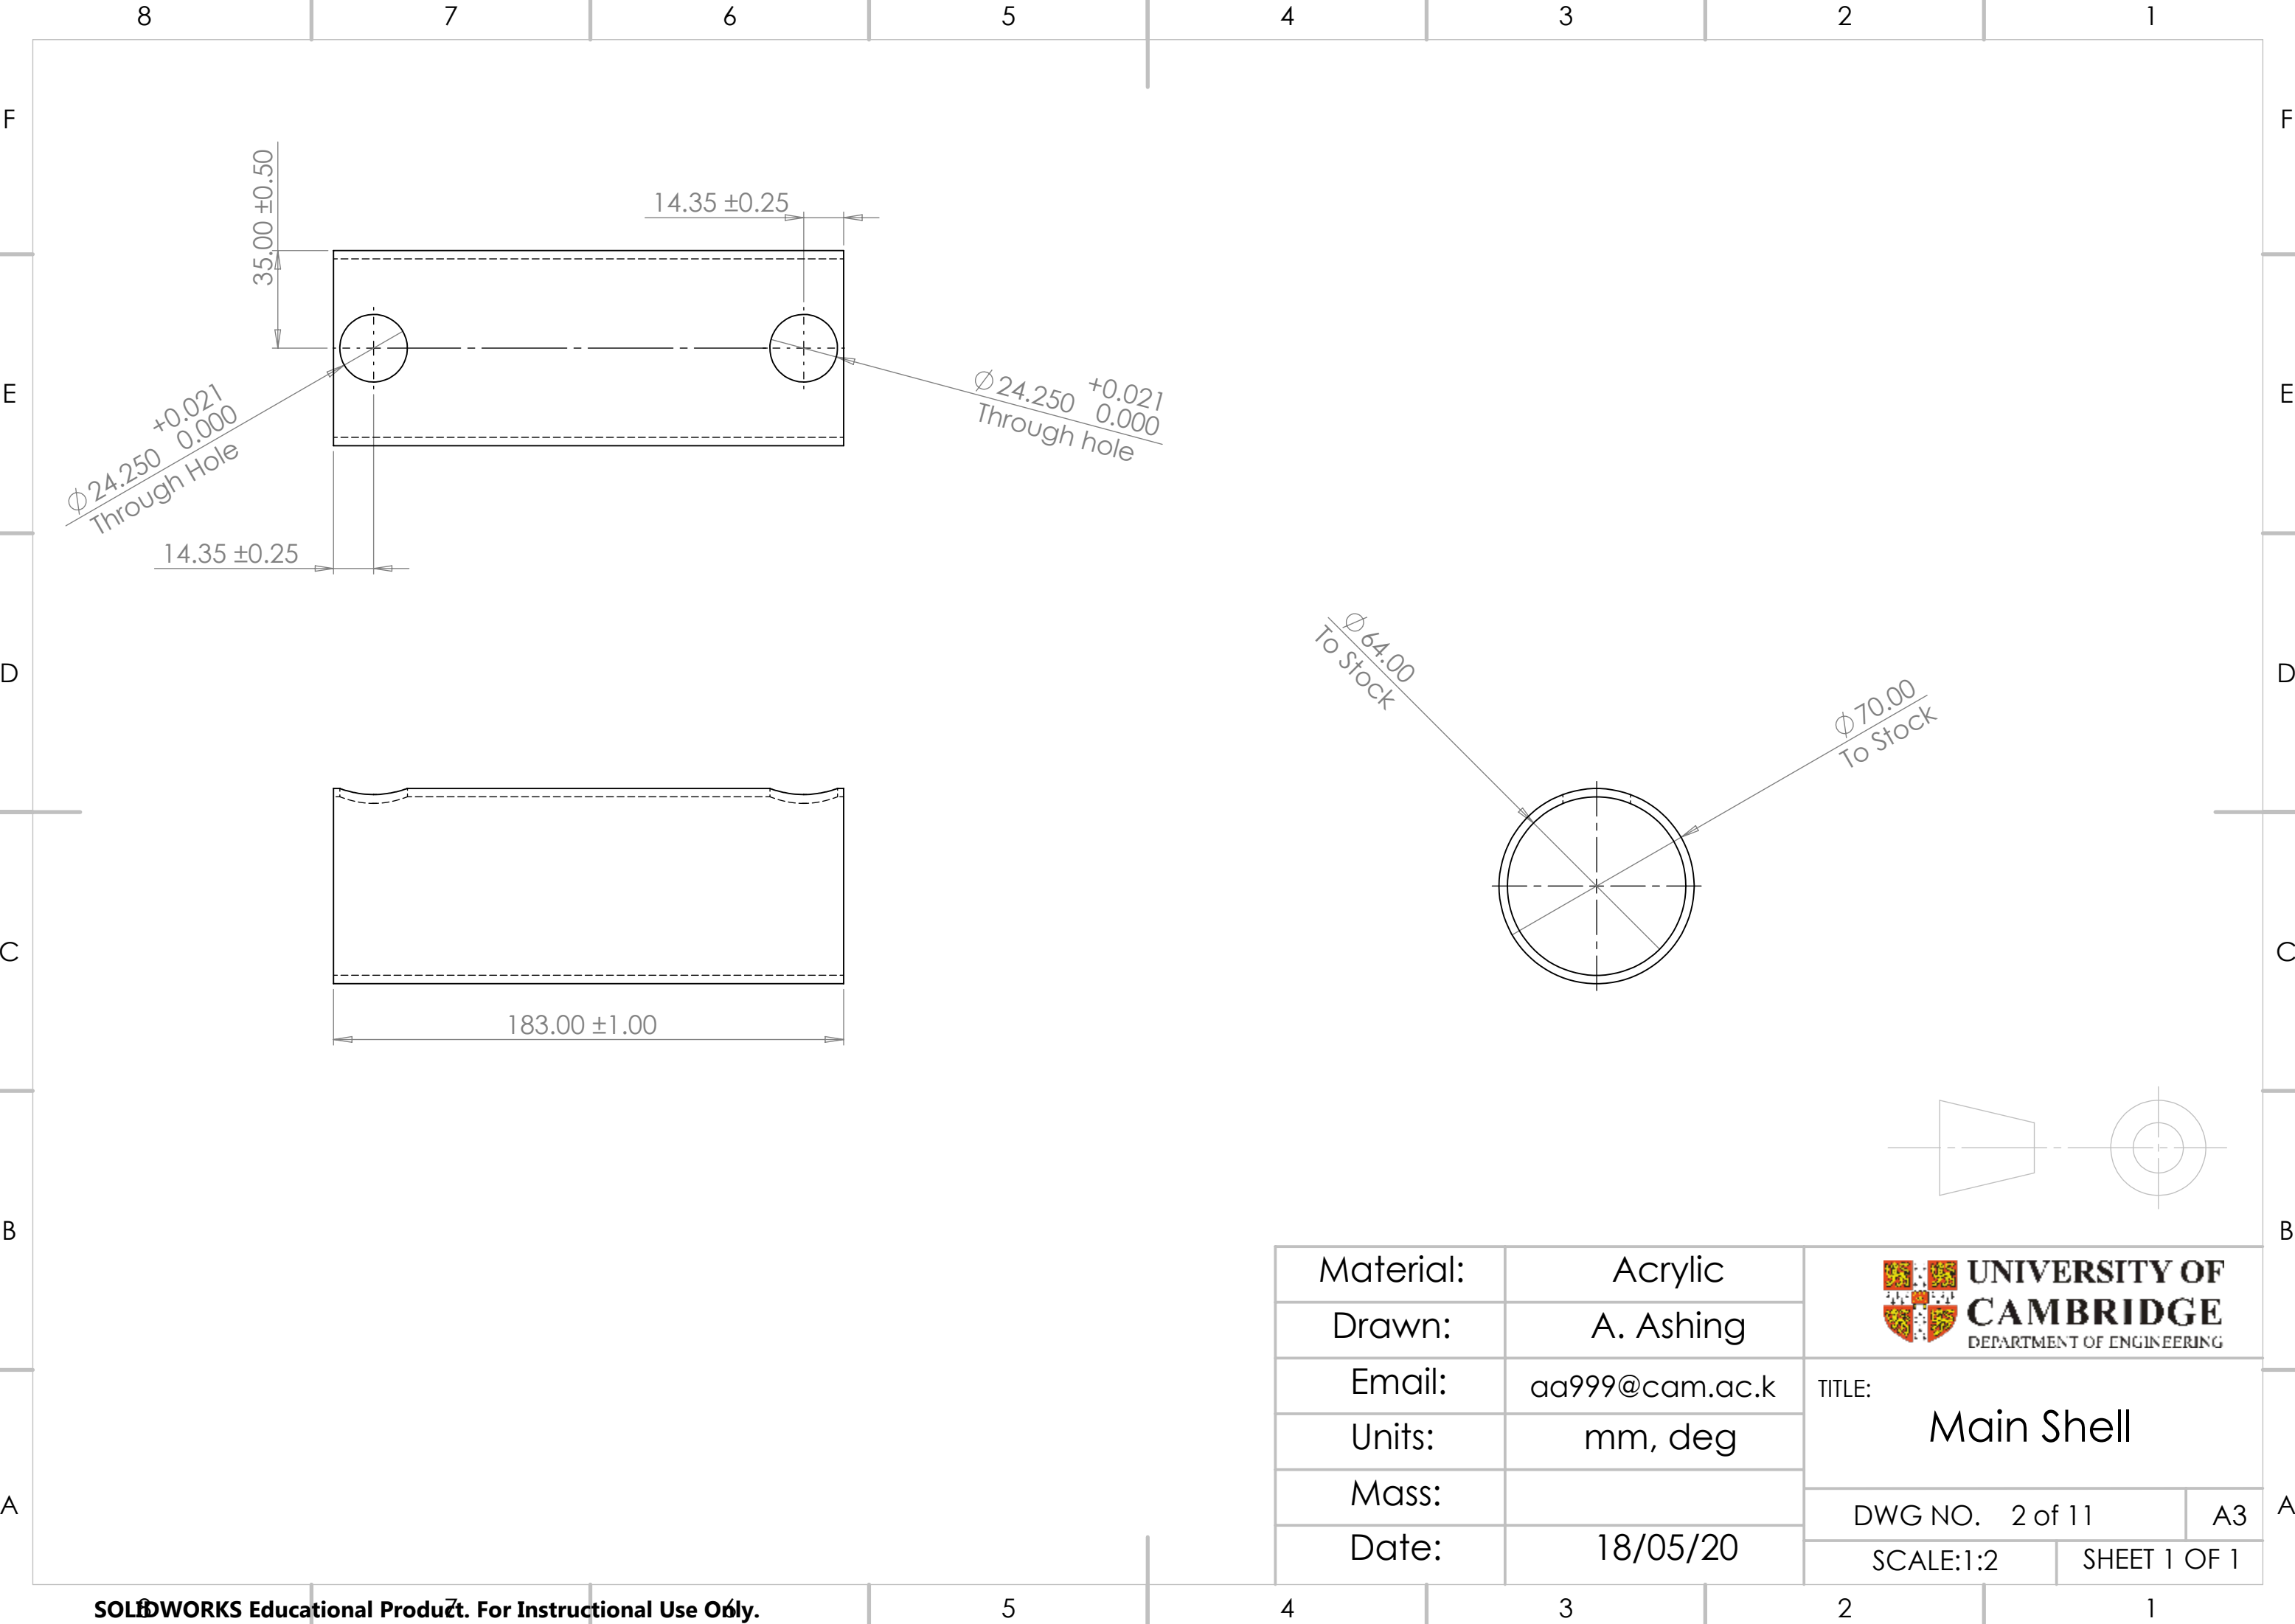 8 7 6 5 4 3 2 1
F F
35.00 ±0.50
14.35 ±0.25
E E
⌀24.250 +0.021 0.000
Through Hole
⌀24.250 +0.021 0.000
Through hole
14.35 ±0.25
D D
⌀64.00
To Stock
⌀70.00
To Stock
C C
183.00 ±1.00
B B
Material: Acrylic
Drawn: A. Ashing
Email: aa999@cam.ac.k
Units: mm, deg
Mass:
Date: 18/05/20
UNIVERSITY OF
CAMBRIDGE
DEPARTMENT OF ENGINEERING
TITLE:
Main Shell
DWG NO. 2 of 11 A3
SCALE:1:2 SHEET 1 OF 1
A A
8 7 6 5 4 3 2 1
SOLIDWORKS Educational Product. For Instructional Use Only.